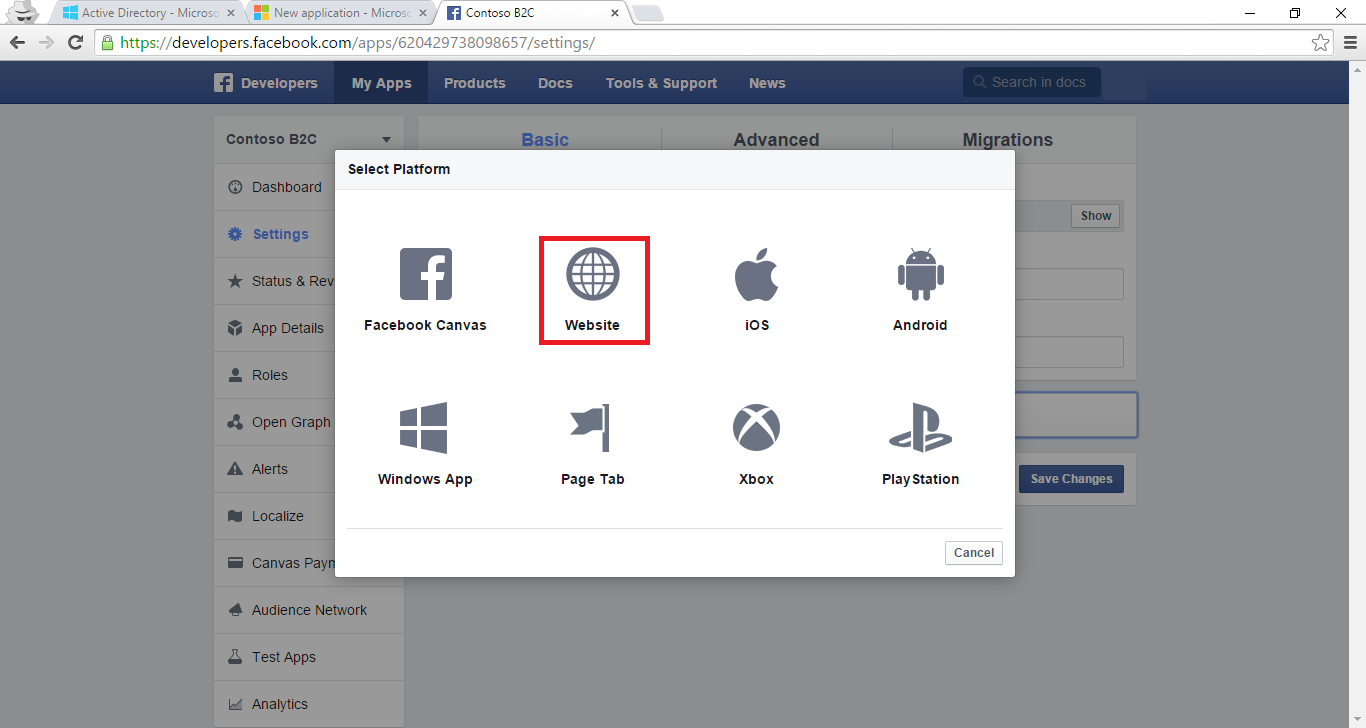 Active Directory - Microso
New application - Microso
Contoso B2C
https://developers.facebook.com/apps/620429738098657/settings/
Developers
My Apps
Products
Docs
Tools & Support
News
Search in docs
Contoso B2C
Basic
Advanced
Migrations
Select Platform
Dashboard
Show
Settings
Status & Rev
Facebook Canvas
Website
iOS
Android
App Details
Roles
Open Graph
Alerts
Windows App
Page Tab
Xbox
PlayStation
Save Changes
Localize
Cancel
Canvas Paym
Audience Network
Test Apps
Analytics